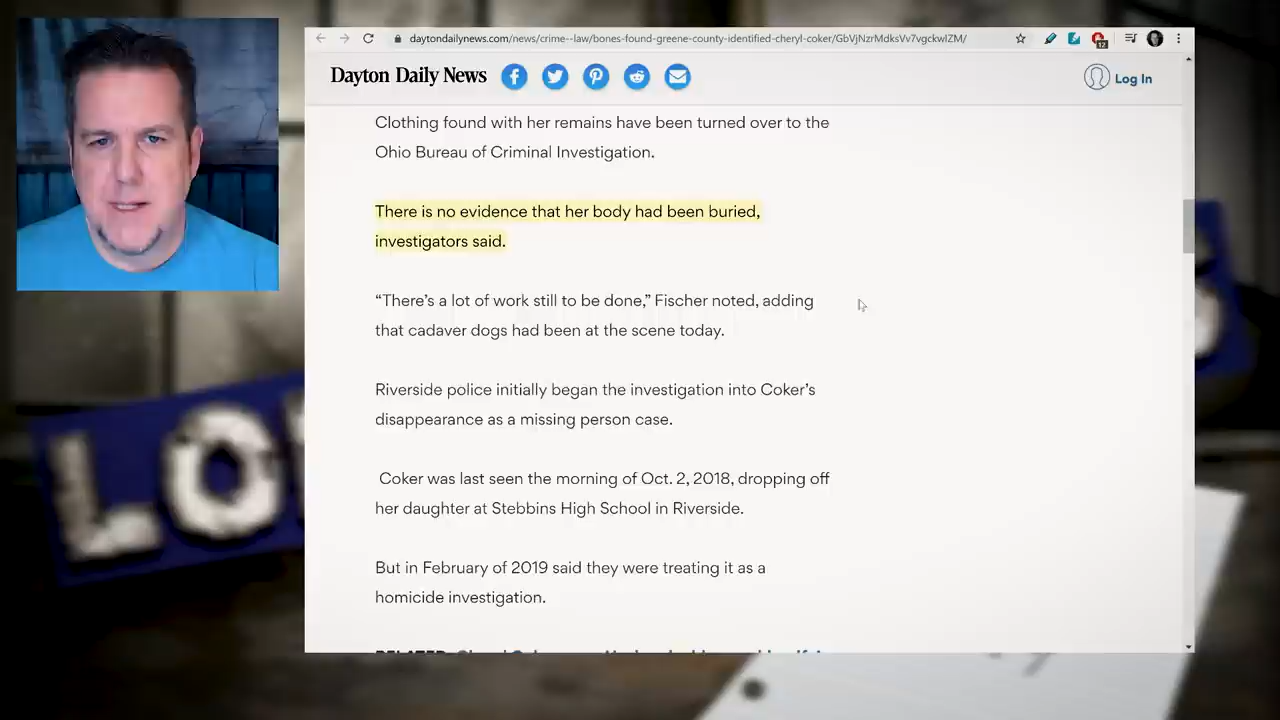 daytondailynews.com/news/crime--law/bones-found-greene-county-identified-cheryl-coker/GbVjNzrMdksVv7vgckwIZM/
12
Dayton Daily News
Log In
Clothing found with her remains have been turned over to the
Ohio Bureau of Criminal Investigation.
There is no evidence that her body had been buried,
investigators said.
“There’s a lot of work still to be done,” Fischer noted, adding
that cadaver dogs had been at the scene today.
Riverside police initially began the investigation into Coker’s
disappearance as a missing person case.
Coker was last seen the morning of Oct. 2, 2018, dropping off
her daughter at Stebbins High School in Riverside.
But in February of 2019 said they were treating it as a
homicide investigation.
LO